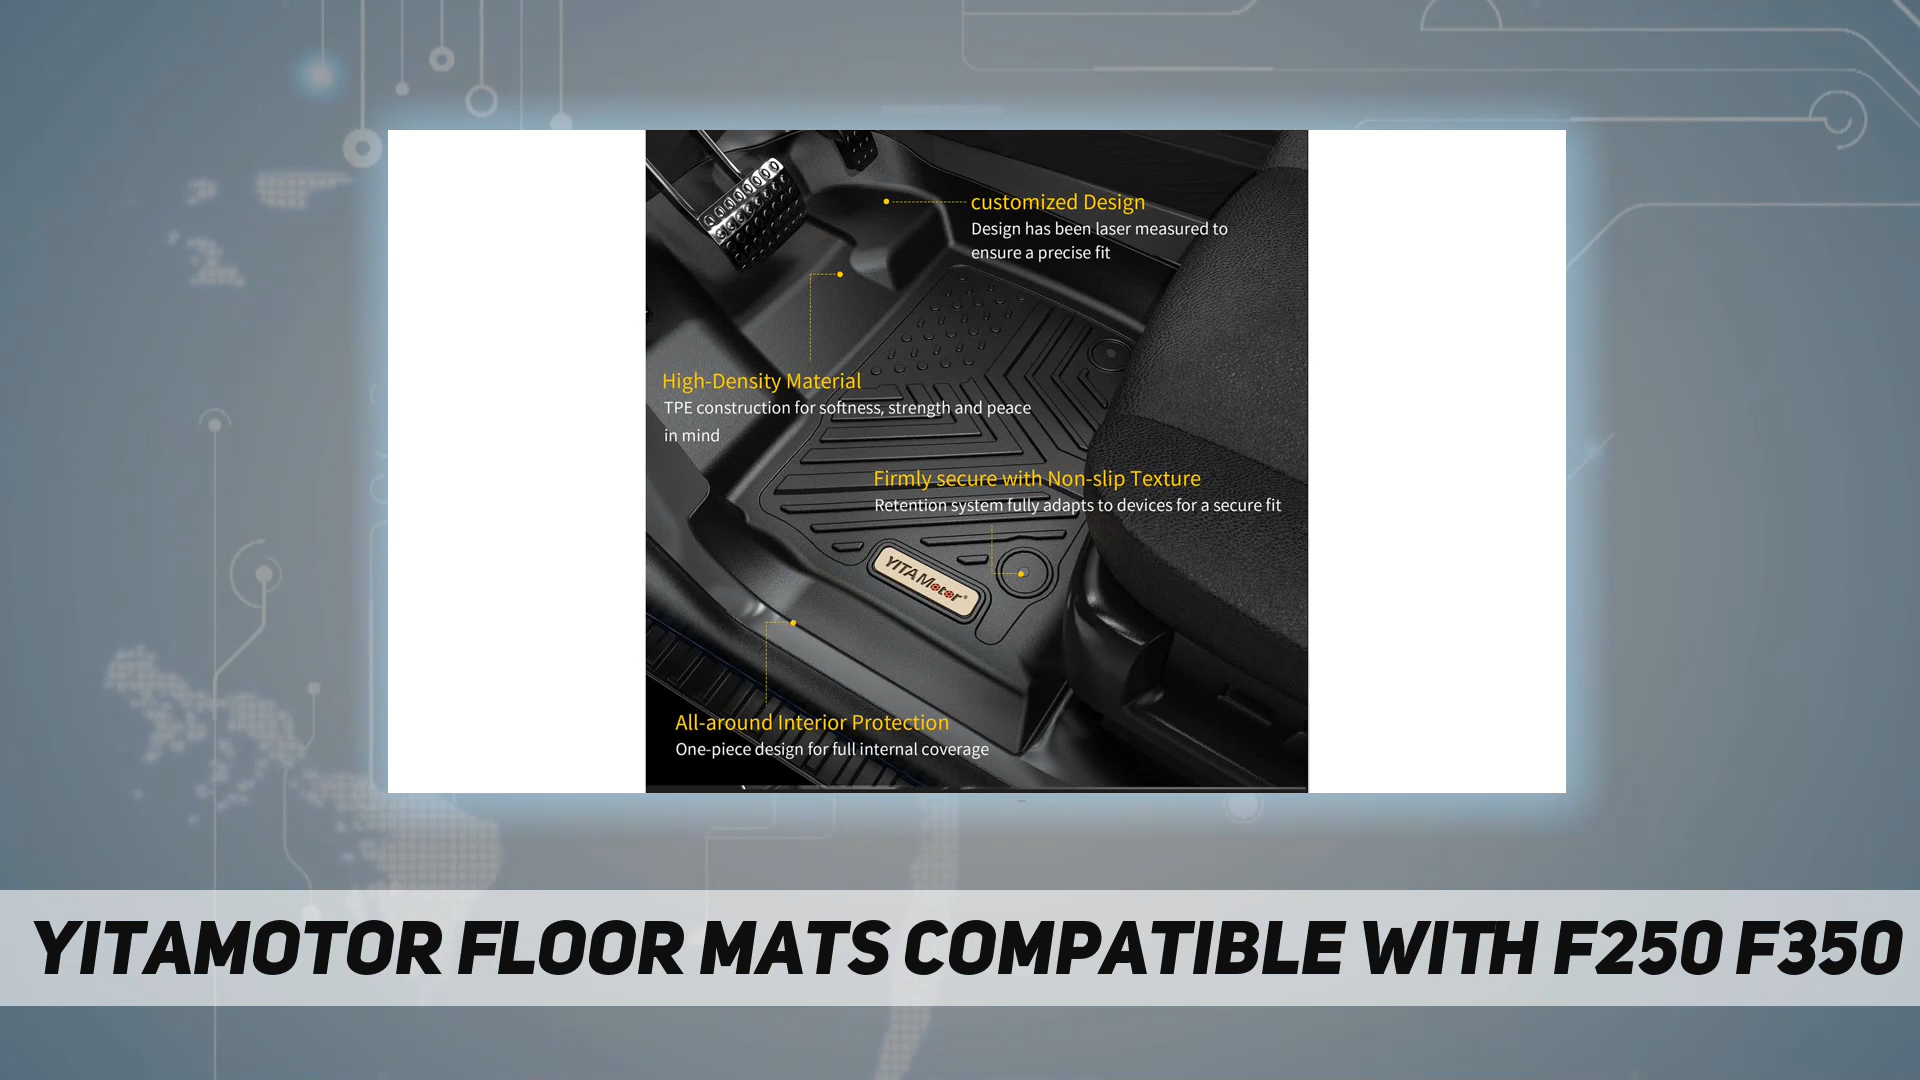 customized Design
Design has been laser measured to
ensure a precise fit
High-Density Material
TPE construction for softness, strength and peace
in mind
Firmly secure with Non-slip Texture
Retention system fully adapts to devices for a secure fit
YITAMotor®
All-around Interior Protection
One-piece design for full internal coverage
YITAMOTOR FLOOR MATS COMPATIBLE WITH F250 F350